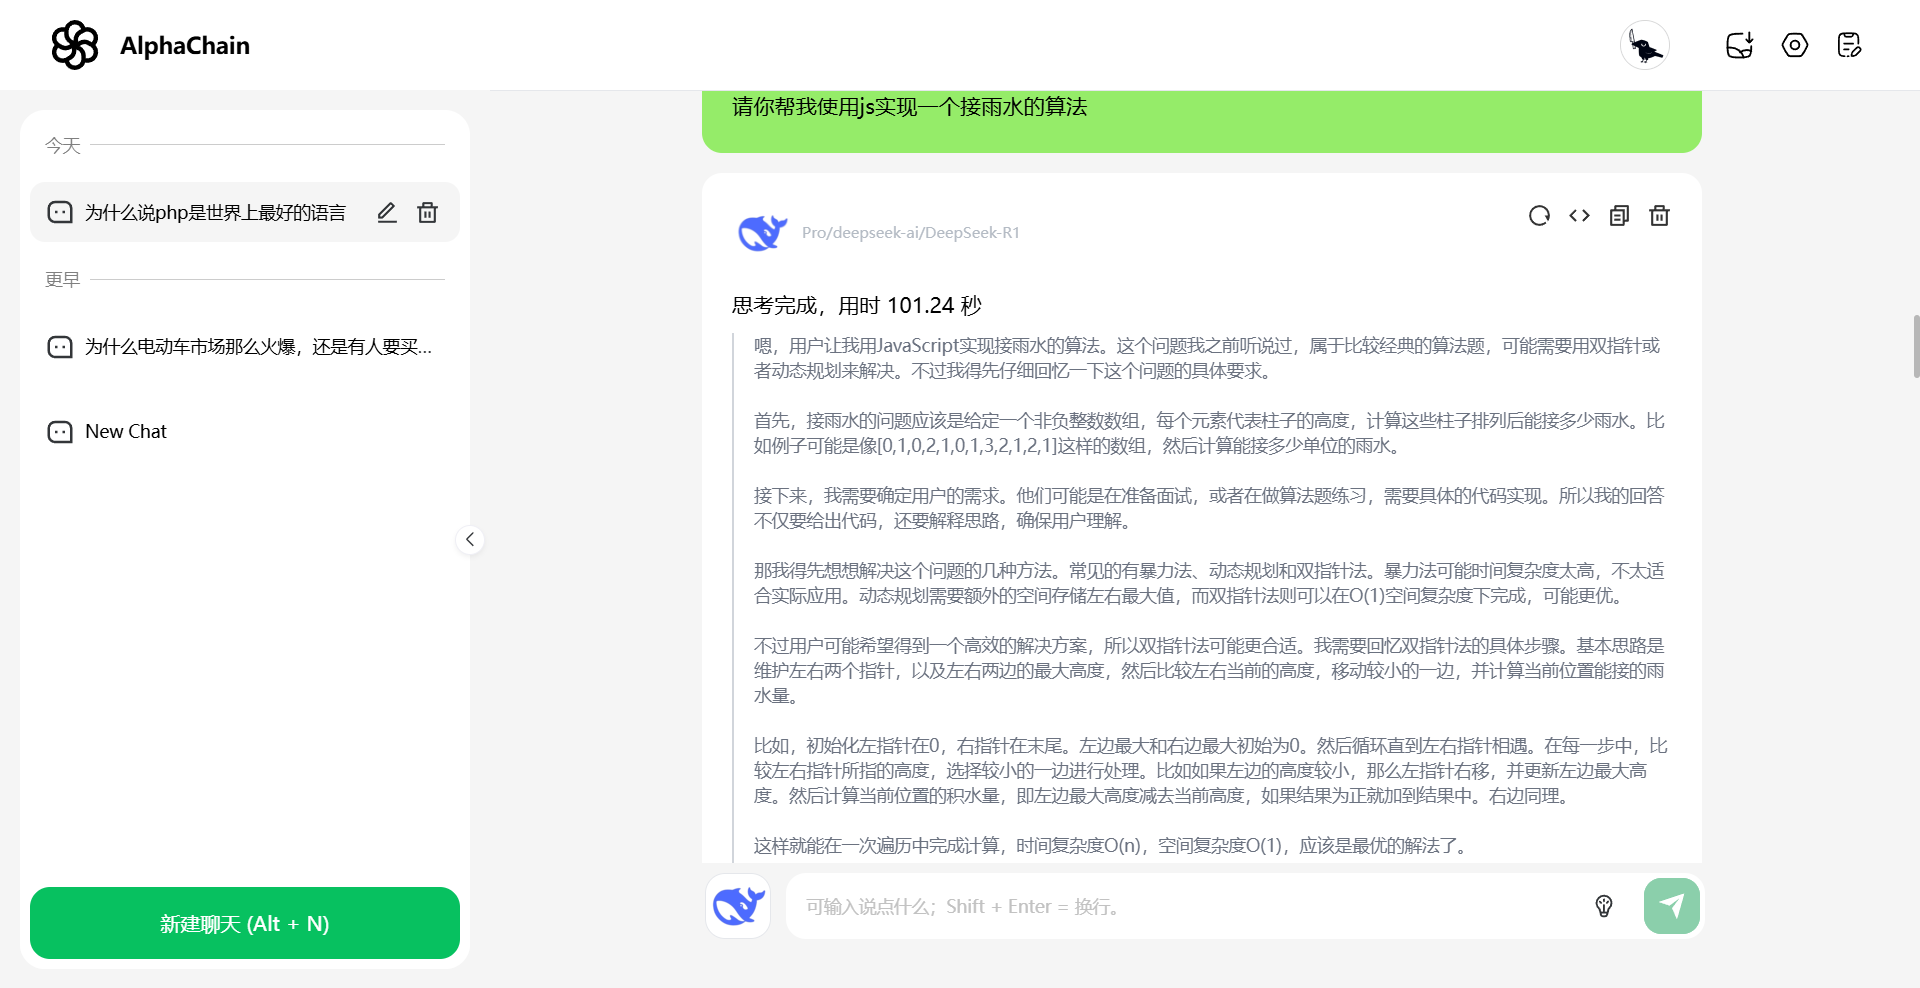 AlphaChain
今天
为什么说php是世界上最好的语言
更早
为什么电动车市场那么火爆，还是有人要买...
New Chat
新建聊天 (Alt + N)
请你帮我使用js实现一个接雨水的算法
Pro/deepseek-ai/DeepSeek-R1
思考完成，用时 101.24 秒
嗯，用户让我用JavaScript实现接雨水的算法。这个问题我之前听说过，属于比较经典的算法题，可能需要用双指针或
者动态规划来解决。不过我得先仔细回忆一下这个问题的具体要求。
首先，接雨水的问题应该是给定一个非负整数数组，每个元素代表柱子的高度，计算这些柱子排列后能接多少雨水。比
如例子可能是像[0,1,0,2,1,0,1,3,2,1,2,1]这样的数组，然后计算能接多少单位的雨水。
接下来，我需要确定用户的需求。他们可能是在准备面试，或者在做算法题练习，需要具体的代码实现。所以我的回答
不仅要给出代码，还要解释思路，确保用户理解。
那我得先想想解决这个问题的几种方法。常见的有暴力法、动态规划和双指针法。暴力法可能时间复杂度太高，不太适
合实际应用。动态规划需要额外的空间存储左右最大值，而双指针法则可以在O(1)空间复杂度下完成，可能更优。
不过用户可能希望得到一个高效的解决方案，所以双指针法可能更合适。我需要回忆双指针法的具体步骤。基本思路是
维护左右两个指针，以及左右两边的最大高度，然后比较左右当前的高度，移动较小的一边，并计算当前位置能接的雨
水量。
比如，初始化左指针在0，右指针在末尾。左边最大和右边最大初始为0。然后循环直到左右指针相遇。在每一步中，比
较左右指针所指的高度，选择较小的一边进行处理。比如如果左边的高度较小，那么左指针右移，并更新左边最大高
度。然后计算当前位置的积水量，即左边最大高度减去当前高度，如果结果为正就加到结果中。右边同理。
这样就能在一次遍历中完成计算，时间复杂度O(n)，空间复杂度O(1)，应该是最优的解法了。
可输入说点什么；Shift + Enter = 换行。